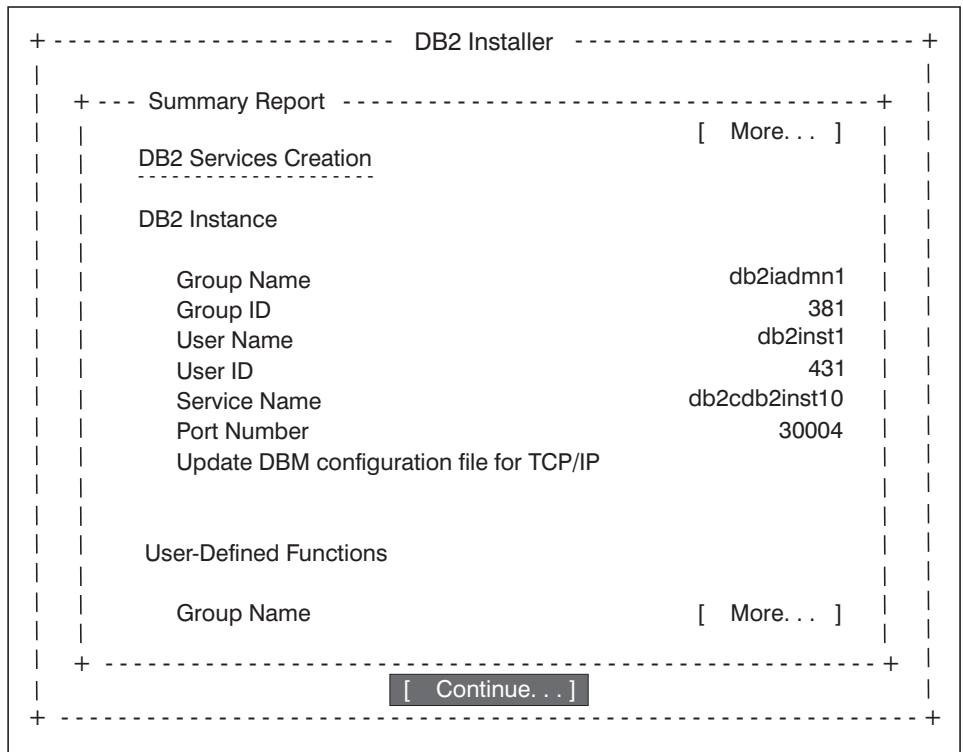 DB2 Installer
Summary Report
[ More. . . ]
DB2 Services Creation
DB2 Instance
Group Name db2iadmn1
Group ID 381
User Name db2inst1
User ID 431
Service Name db2cdb2inst10
Port Number 30004
Update DBM configuration file for TCP/IP
User-Defined Functions
Group Name [ More. . . ]
[ Continue. . . ]